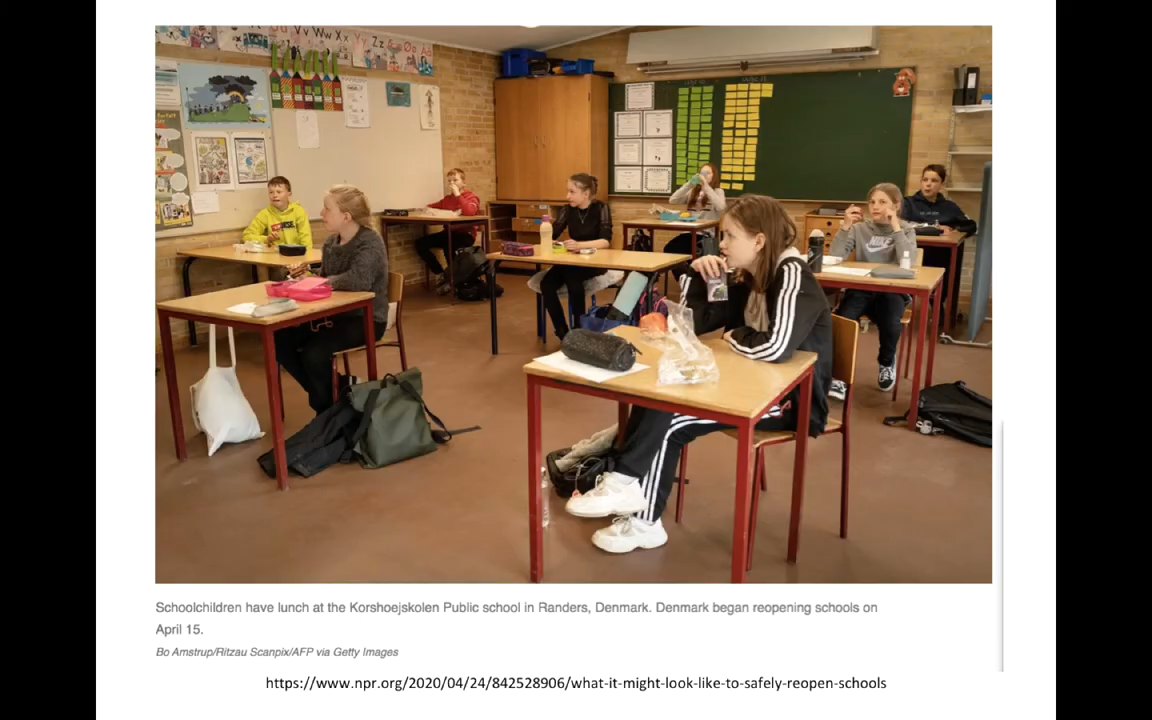 V v W w X x
Y y Z z Æ æ Ø ø Å å
NIKE
Schoolchildren have lunch at the Korshoejskolen Public school in Randers, Denmark. Denmark began reopening schools on
April 15.
Bo Amstrup/Ritzau Scanpix/AFP via Getty Images
https://www.npr.org/2020/04/24/842528906/what-it-might-look-like-to-safely-reopen-schools